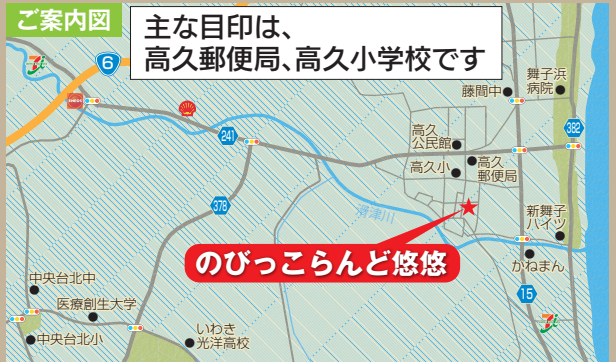 ご案内図
主な目印は、
高久郵便局、高久小学校です
6
ENEOS
241
378
382
15
藤間中
舞子浜
病院
高久
公民館
高久小
高久
郵便局
新舞子
ハイツ
かねまん
滑津川
のびっこらんど悠悠
中央台北中
医療創生大学
中央台北小
いわき
光洋高校